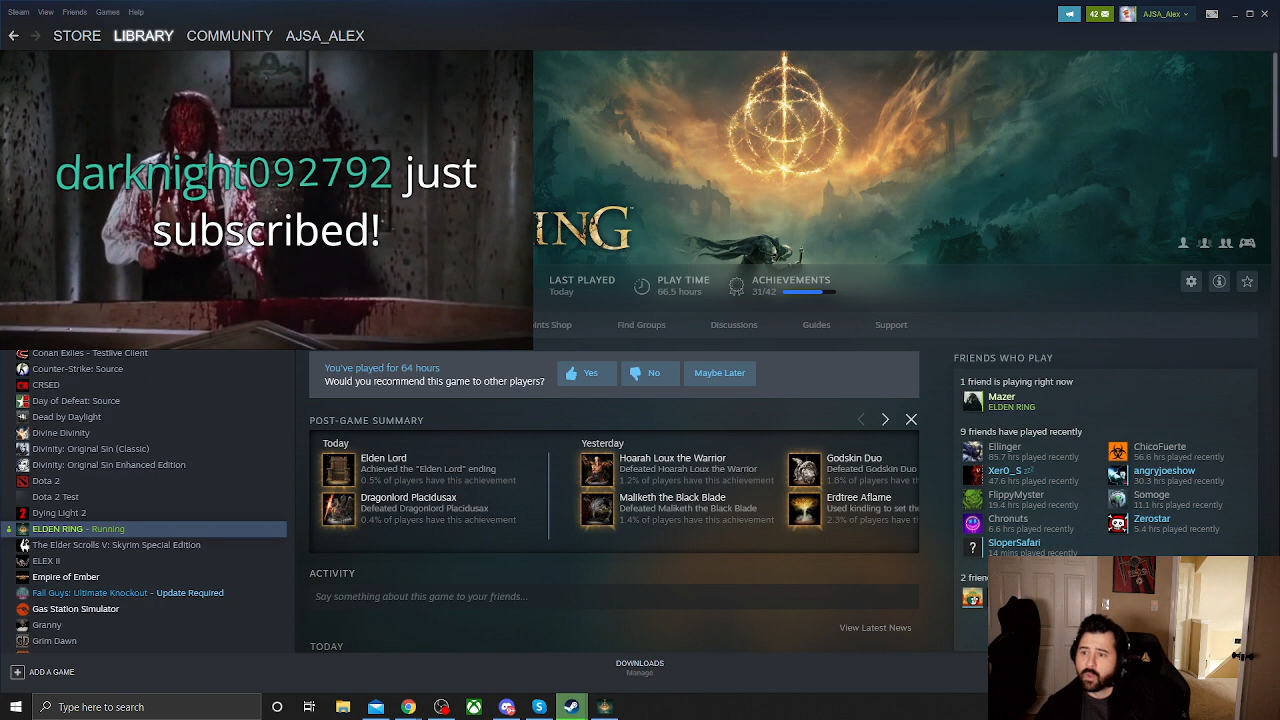 Steam View Friends Games Help
42
AJSA_Alex
STORE LIBRARY COMMUNITY AJSA_ALEX
darknight092792 just
subscribed!
ING
LAST PLAYED
Today
PLAY TIME
66.5 hours
ACHIEVEMENTS
31/42
ints Shop Find Groups Discussions Guides Support
Conan Exiles - Testlive Client
Counter-Strike: Source
CRSED
Day of Defeat: Source
Dead by Daylight
Divine Divinity
Divinity: Original Sin (Classic)
Divinity: Original Sin Enhanced Edition
Dota 2
Dota 2 Test
Dying Light 2
ELDEN RING - Running
The Elder Scrolls V: Skyrim Special Edition
ELEX II
Empire of Ember
Fall Guys: Ultimate Knockout - Update Required
Gas Station Simulator
Granny
Grim Dawn
You've played for 64 hours
Would you recommend this game to other players?
Yes
No
Maybe Later
POST-GAME SUMMARY
Today
Elden Lord
Achieved the "Elden Lord" ending
0.5% of players have this achievement
Dragonlord Placidusax
Defeated Dragonlord Placidusax
0.4% of players have this achievement
Yesterday
Hoarah Loux the Warrior
Defeated Hoarah Loux the Warrior
1.2% of players have this achievement
Maliketh the Black Blade
Defeated Maliketh the Black Blade
1.4% of players have this achievement
Godskin Duo
Defeated Godskin Duo
1.8% of players have th
Erdtree Aflame
Used kindling to set the
2.3% of players have th
ACTIVITY
Say something about this game to your friends...
View Latest News
TODAY
FRIENDS WHO PLAY
1 friend is playing right now
Mazer
ELDEN RING
9 friends have played recently
Ellinger
85.7 hrs played recently
ChicoFuerte
56.6 hrs played recently
Xer0_S zzz
47.6 hrs played recently
angryjoeshow
30.3 hrs played recently
FlippyMyster
19.4 hrs played recently
Somoge
11.1 hrs played recently
Chronuts
6.6 hrs played recently
Zerostar
5.4 hrs played recently
SloperSafari
14 mins played recently
2 frien
ADD A GAME
DOWNLOADS
Manage
Type here to search